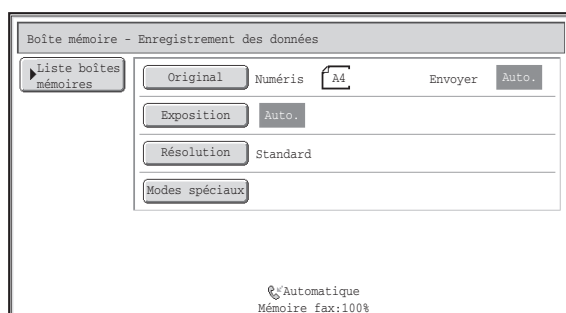 Boîte mémoire - Enregistrement des données
Liste boîtes
mémoires
Original Numéris A4 Envoyer Auto.
Exposition Auto.
Résolution Standard
Modes spéciaux
Automatique
Mémoire fax:100%